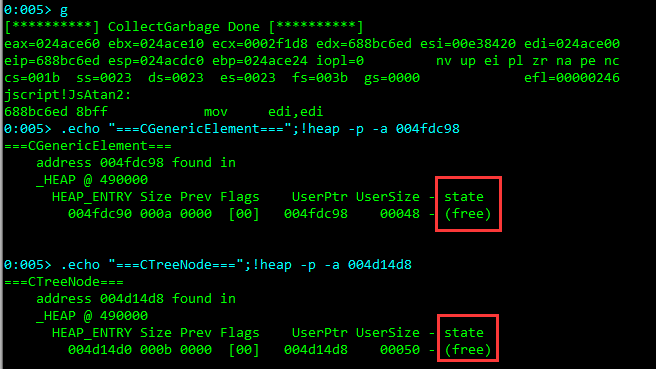 0:005> g
[**********] CollectGarbage Done [**********]
eax=024ace60 ebx=024ace10 ecx=0002f1d8 edx=688bc6ed esi=00e38420 edi=024ace00
eip=688bc6ed esp=024acdc0 ebp=024ace24 iopl=0 nv up ei pl zr na pe nc
cs=001b ss=0023 ds=0023 es=0023 fs=003b gs=0000 efl=00000246
jscript!JsAtan2:
688bc6ed 8bff mov edi,edi
0:005> .echo "===CGenericElement===";!heap -p -a 004fdc98
===CGenericElement===
address 004fdc98 found in
_HEAP @ 490000
HEAP_ENTRY Size Prev Flags UserPtr UserSize - state
004fdc90 000a 0000 [00] 004fdc98 00048 - (free)
0:005> .echo "===CTreeNode===";!heap -p -a 004d14d8
===CTreeNode===
address 004d14d8 found in
_HEAP @ 490000
HEAP_ENTRY Size Prev Flags UserPtr UserSize - state
004d14d0 000b 0000 [00] 004d14d8 00050 - (free)